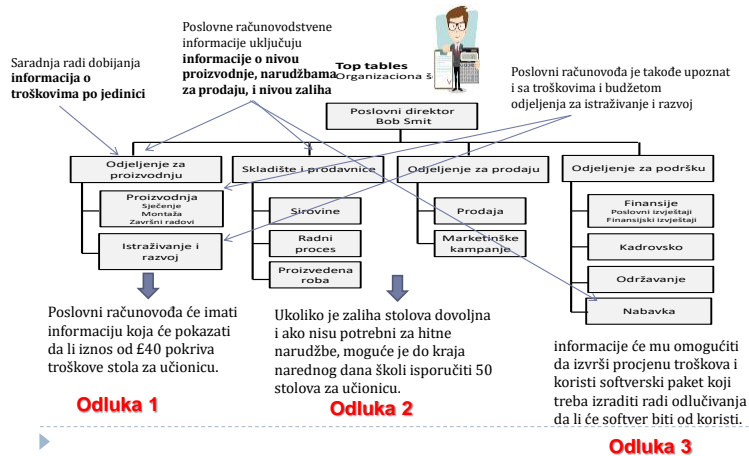 Saradnja radi dobijanja
informacija o
troškovima po jedinici
Poslovne računovodstvene
informacije uključuju
informacije o nivou
proizvodnje, narudžbama
za prodaju, i nivou zaliha
Top tables
Organizaciona š
Poslovni računovođa je takođe upoznat
i sa troškovima i budžetom
odjeljenja za istraživanje i razvoj
Poslovni direktor
Bob Smit
Odjeljenje za
proizvodnju
Skladište i prodavnice
Odjeljenje za prodaju
Odjeljenje za podršku
Proizvodnja
Sječenje
Montaža
Završni radovi
Istraživanje i
razvoj
Sirovine
Radni
proces
Proizvedena
roba
Prodaja
Marketinške
kampanje
Finansije
Poslovni izvještaji
Finansijski izvještaji
Kadrovsko
Održavanje
Nabavka
Poslovni računovođa će imati
informaciju koja će pokazati
da li iznos od £40 pokriva
troškove stola za učionicu.
Odluka 1
Ukoliko je zaliha stolova dovoljna
i ako nisu potrebni za hitne
narudžbe, moguće je do kraja
narednog dana školi isporučiti 50
stolova za učionicu.
Odluka 2
informacije će mu omogućiti
da izvrši procjenu troškova i
koristi softverski paket koji
treba izraditi radi odlučivanja
da li će softver biti od koristi.
Odluka 3